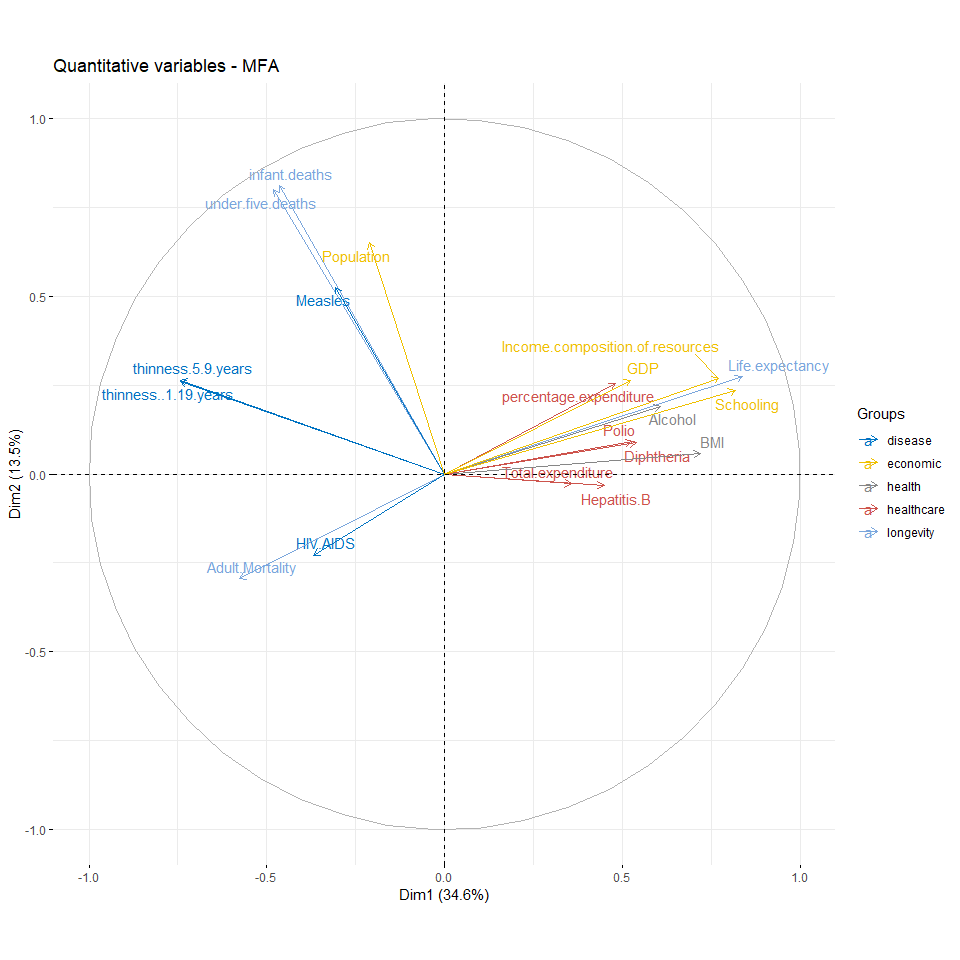 Quantitative variables - MFA
1.0
infant.deaths
under.five.deaths
Population
Measles
0.5
Income.composition.of.resources
thinness.5.9.years
GDP
Life.expectancy
thinness..1.19.years
percentage.expenditure
Schooling
Alcohol
Polio
BMI
Diphtheria
Total.expenditure
0.0
Hepatitis.B
HIV.AIDS
Adult.Mortality
-0.5
-1.0
Dim2 (13.5%)
-1.0 -0.5 0.0 0.5 1.0
Dim1 (34.6%)
Groups
a disease
a economic
a health
a healthcare
a longevity